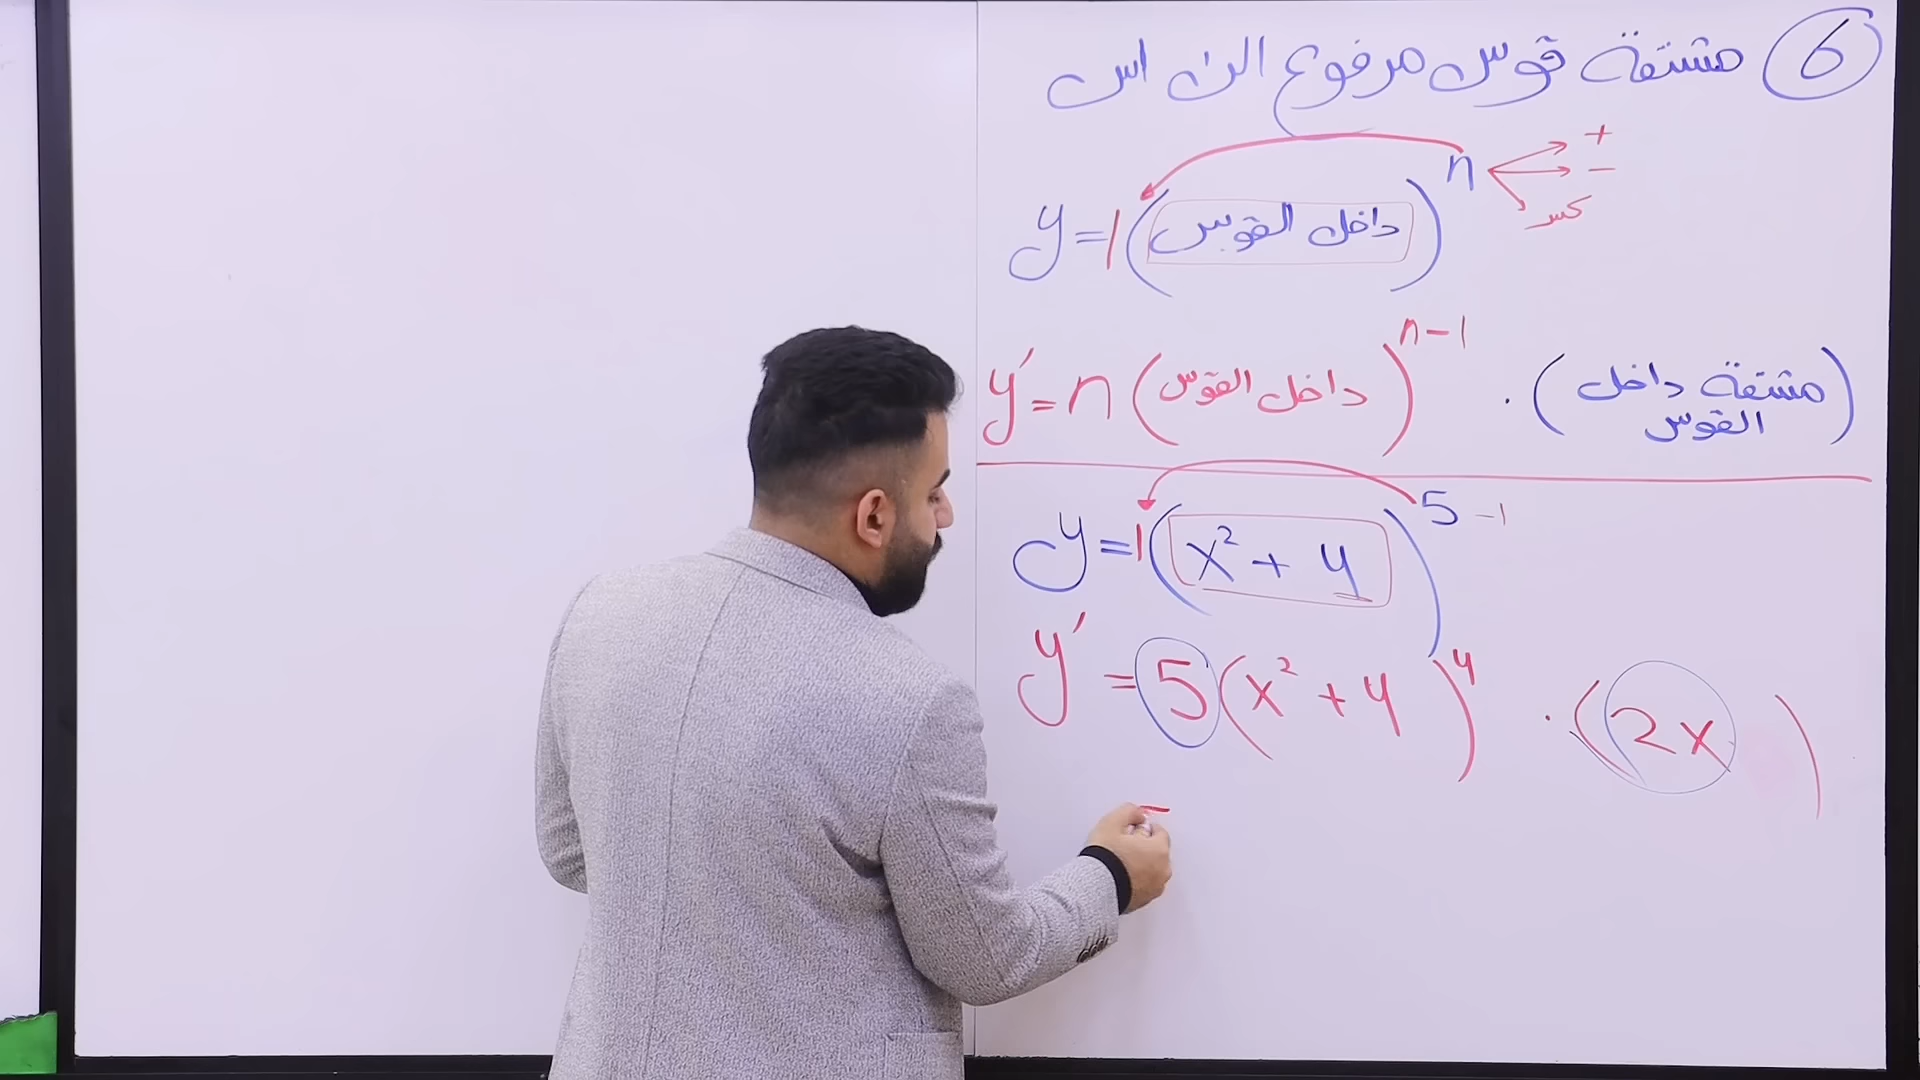 6 مشتقة قوس مرفوع الى اس
y = 1 (داخل القوس)^n + − كسر
y′ = n (داخل القوس)^n−1 · (مشتقة داخل القوس)
y = 1 (x² + 4)^5 −1
y′ = 5 (x² + 4)^4 · (2x)